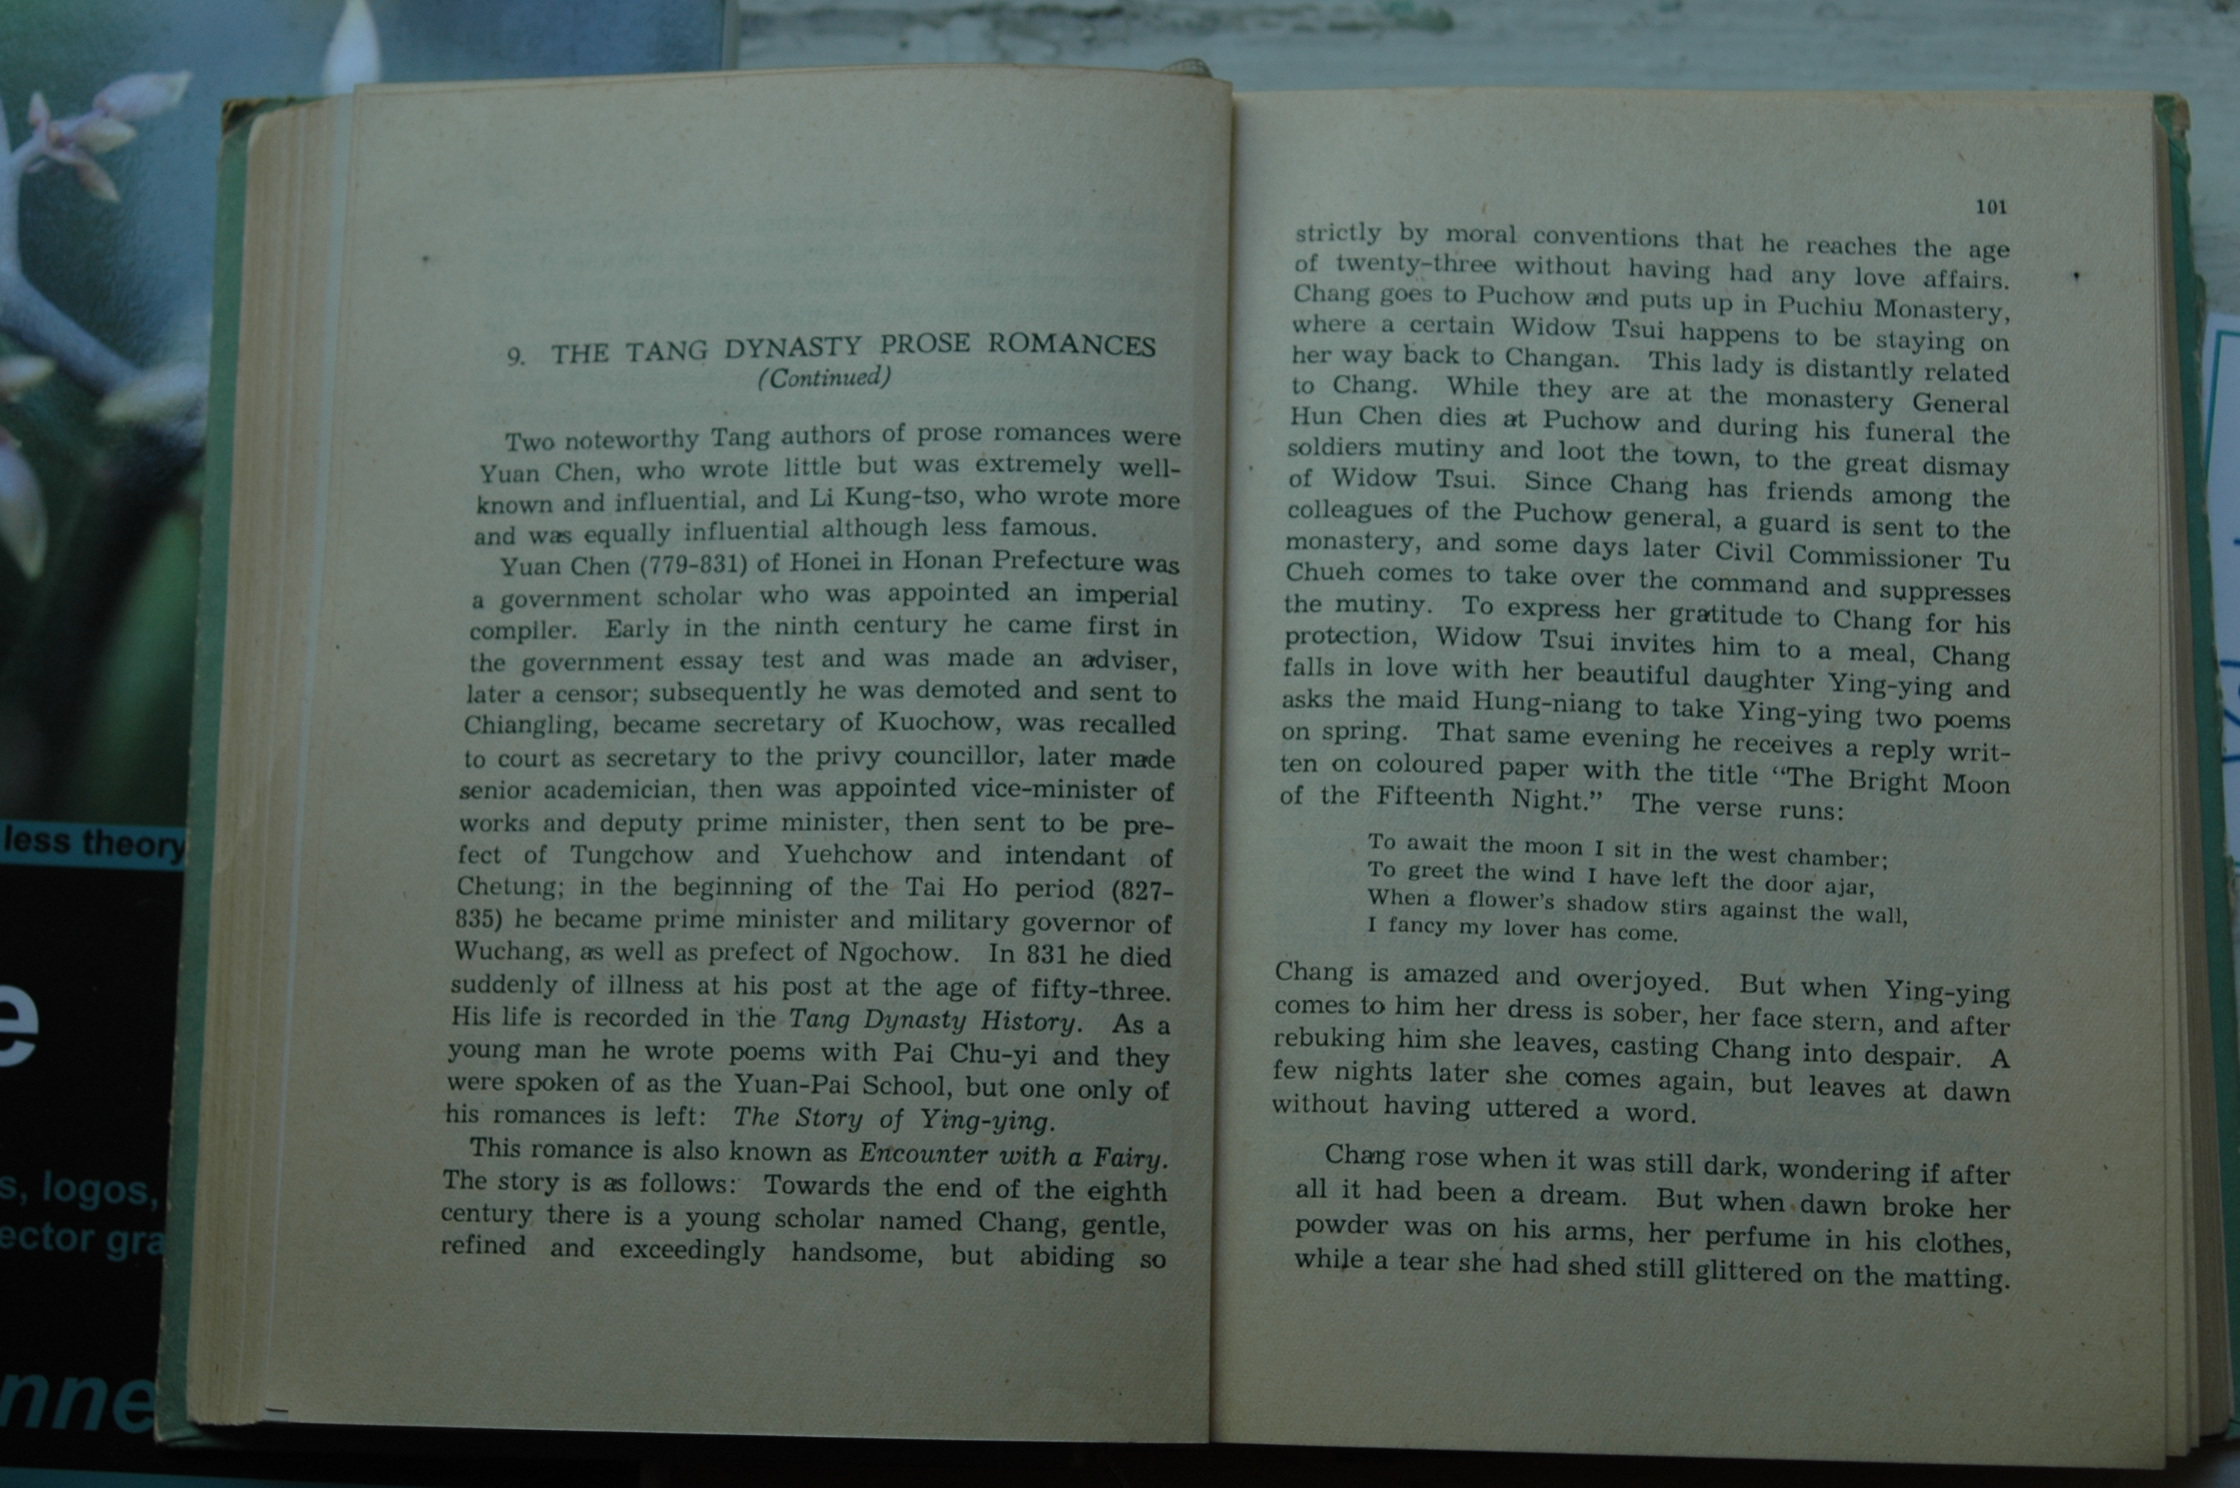 9. THE TANG DYNASTY PROSE ROMANCES
(Continued)
Two noteworthy Tang authors of prose romances were
Yuan Chen, who wrote little but was extremely well-
known and influential, and Li Kung-tso, who wrote more
and was equally influential although less famous.
Yuan Chen (779-831) of Honei in Honan Prefecture was
a government scholar who was appointed an imperial
compiler. Early in the ninth century he came first in
the government essay test and was made an adviser,
later a censor; subsequently he was demoted and sent to
Chiangling, became secretary of Kuochow, was recalled
to court as secretary to the privy councillor, later made
senior academician, then was appointed vice-minister of
works and deputy prime minister, then sent to be pre-
fect of Tungchow and Yuehchow and intendant of
Chetung; in the beginning of the Tai Ho period (827-
835) he became prime minister and military governor of
Wuchang, as well as prefect of Ngochow. In 831 he died
suddenly of illness at his post at the age of fifty-three.
His life is recorded in the Tang Dynasty History. As a
young man he wrote poems with Pai Chu-yi and they
were spoken of as the Yuan-Pai School, but one only of
his romances is left: The Story of Ying-ying.
This romance is also known as Encounter with a Fairy.
The story is as follows: Towards the end of the eighth
century there is a young scholar named Chang, gentle,
refined and exceedingly handsome, but abiding so
101
strictly by moral conventions that he reaches the age
of twenty-three without having had any love affairs.
Chang goes to Puchow and puts up in Puchiu Monastery,
where a certain Widow Tsui happens to be staying on
her way back to Changan. This lady is distantly related
to Chang. While they are at the monastery General
Hun Chen dies at Puchow and during his funeral the
soldiers mutiny and loot the town, to the great dismay
of Widow Tsui. Since Chang has friends among the
colleagues of the Puchow general, a guard is sent to the
monastery, and some days later Civil Commissioner Tu
Chueh comes to take over the command and suppresses
the mutiny. To express her gratitude to Chang for his
protection, Widow Tsui invites him to a meal, Chang
falls in love with her beautiful daughter Ying-ying and
asks the maid Hung-niang to take Ying-ying two poems
on spring. That same evening he receives a reply writ-
ten on coloured paper with the title "The Bright Moon
of the Fifteenth Night." The verse runs:
To await the moon I sit in the west chamber;
To greet the wind I have left the door ajar,
When a flower's shadow stirs against the wall,
I fancy my lover has come.
Chang is amazed and overjoyed. But when Ying-ying
comes to him her dress is sober, her face stern, and after
rebuking him she leaves, casting Chang into despair. A
few nights later she comes again, but leaves at dawn
without having uttered a word.
Chang rose when it was still dark, wondering if after
all it had been a dream. But when dawn broke her
powder was on his arms, her perfume in his clothes,
while a tear she had shed still glittered on the matting.
less theory
s, logos,
ector gra
nne